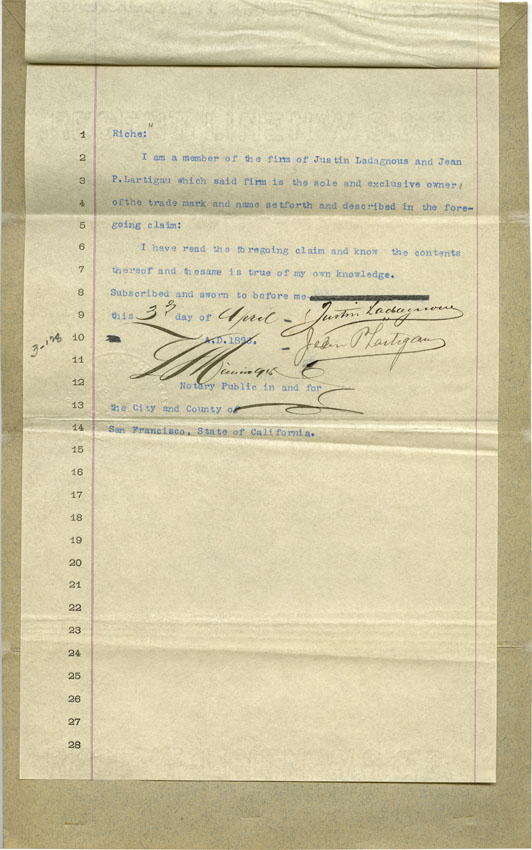 1 Riche:"
2 I am a member of the firm of Justin Ladagnous and Jean
3 P.Lartigau which said firm is the sole and exclusive owner,
4 ofthe trade mark and name setforth and described in the fore-
5 going claim:
6 I have read the foregoing claim and know the contents
7 thereof and thesame is true of my own knowledge.
8 Subscribed and sworn to before me
9 this 3rd day of April - Justin Ladagnous
10 A.D.1893. - Jean P Lartigau
11
12 Notary Public in and for
13 the City and County of
14 San Francisco, State of California.
15
16
17
18
19
20
21
22
23
24
25
26
27
28